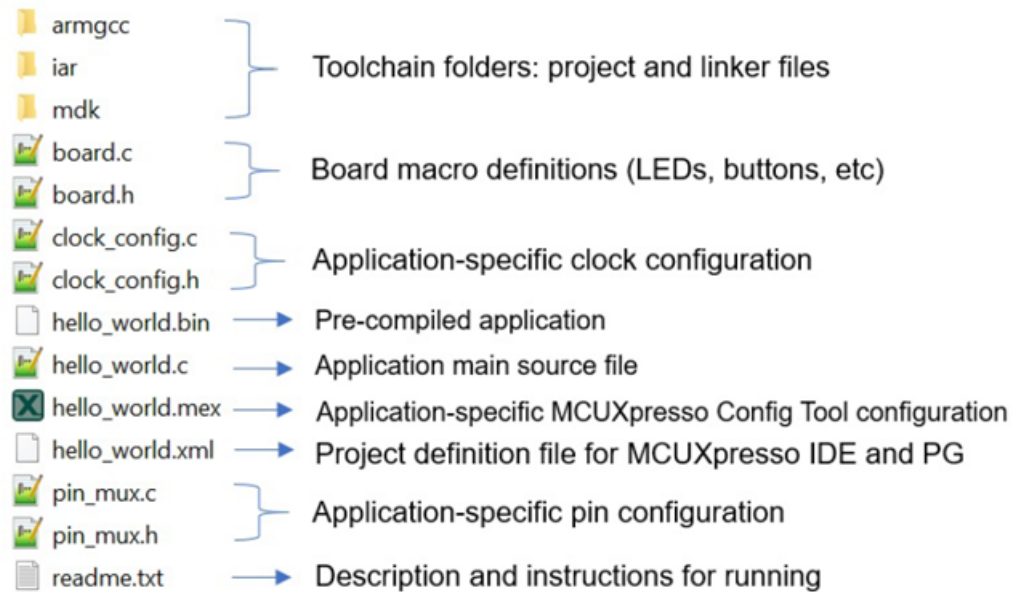 armgcc
iar
mdk
Toolchain folders: project and linker files
board.c
board.h
Board macro definitions (LEDs, buttons, etc)
clock_config.c
clock_config.h
Application-specific clock configuration
hello_world.bin
Pre-compiled application
hello_world.c
Application main source file
hello_world.mex
Application-specific MCUXpresso Config Tool configuration
hello_world.xml
Project definition file for MCUXpresso IDE and PG
pin_mux.c
pin_mux.h
Application-specific pin configuration
readme.txt
Description and instructions for running